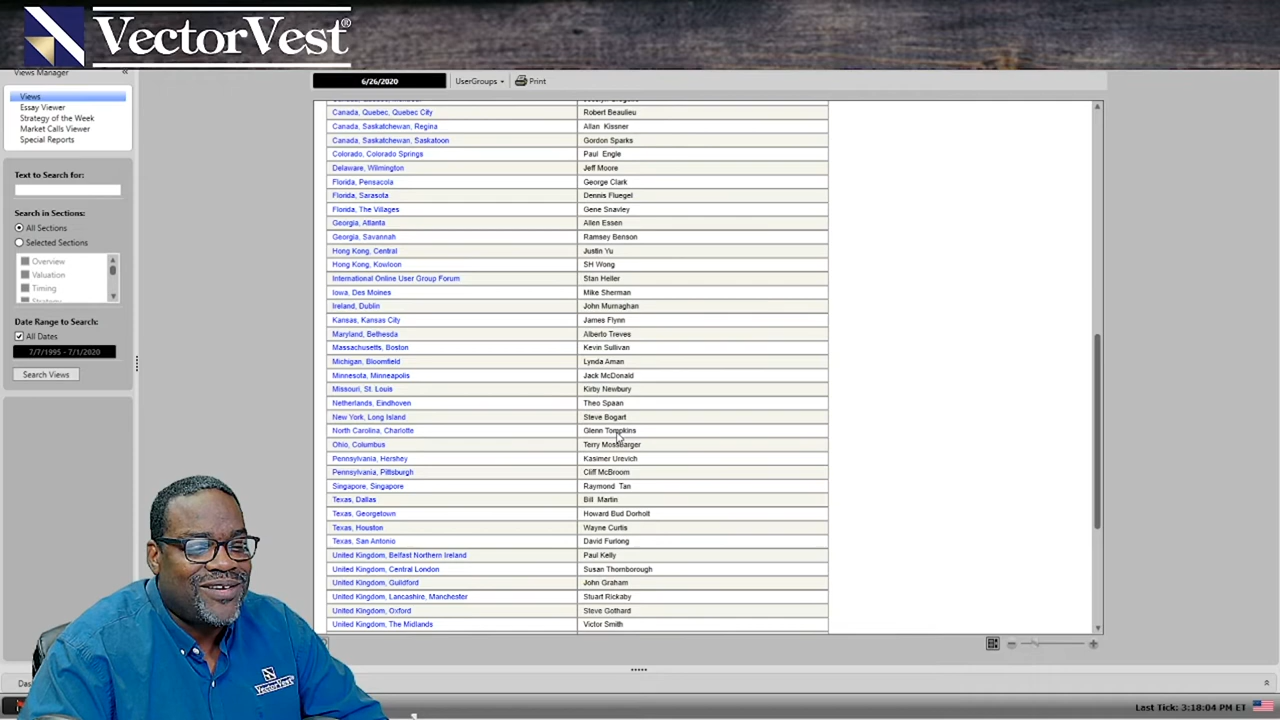 VectorVest®
Views Manager «
6/26/2020 UserGroups Print
Views
Essay Viewer
Strategy of the Week
Market Calls Viewer
Special Reports
Text to Search for:
Search in Sections:
All Sections
Selected Sections
Overview
Valuation
Timing
Date Range to Search:
All Dates
7/7/1995 - 7/1/2020
Search Views
Canada, Quebec, Quebec City Robert Beaulieu
Canada, Saskatchewan, Regina Allan Kissner
Canada, Saskatchewan, Saskatoon Gordon Sparks
Colorado, Colorado Springs Paul Engle
Delaware, Wilmington Jeff Moore
Florida, Pensacola George Clark
Florida, Sarasota Dennis Fluegel
Florida, The Villages Gene Snavley
Georgia, Atlanta Allen Essen
Georgia, Savannah Ramsey Benson
Hong Kong, Central Justin Yu
Hong Kong, Kowloon SH Wong
International Online User Group Forum Stan Heller
Iowa, Des Moines Mike Sherman
Ireland, Dublin John Murnaghan
Kansas, Kansas City James Flynn
Maryland, Bethesda Alberto Treves
Massachusetts, Boston Kevin Sullivan
Michigan, Bloomfield Lynda Aman
Minnesota, Minneapolis Jack McDonald
Missouri, St. Louis Kirby Newbury
Netherlands, Eindhoven Theo Spaan
New York, Long Island Steve Bogart
North Carolina, Charlotte Glenn Tompkins
Ohio, Columbus Terry Mossbarger
Pennsylvania, Hershey Kasimer Urevich
Pennsylvania, Pittsburgh Cliff McBroom
Singapore, Singapore Raymond Tan
Texas, Dallas Bill Martin
Texas, Georgetown Howard Bud Dorholt
Texas, Houston Wayne Curtis
Texas, San Antonio David Furlong
United Kingdom, Belfast Northern Ireland Paul Kelly
United Kingdom, Central London Susan Thornborough
United Kingdom, Guildford John Graham
United Kingdom, Lancashire, Manchester Stuart Rickaby
United Kingdom, Oxford Steve Gothard
United Kingdom, The Midlands Victor Smith
VectorVest
Last Tick: 3:18:04 PM ET